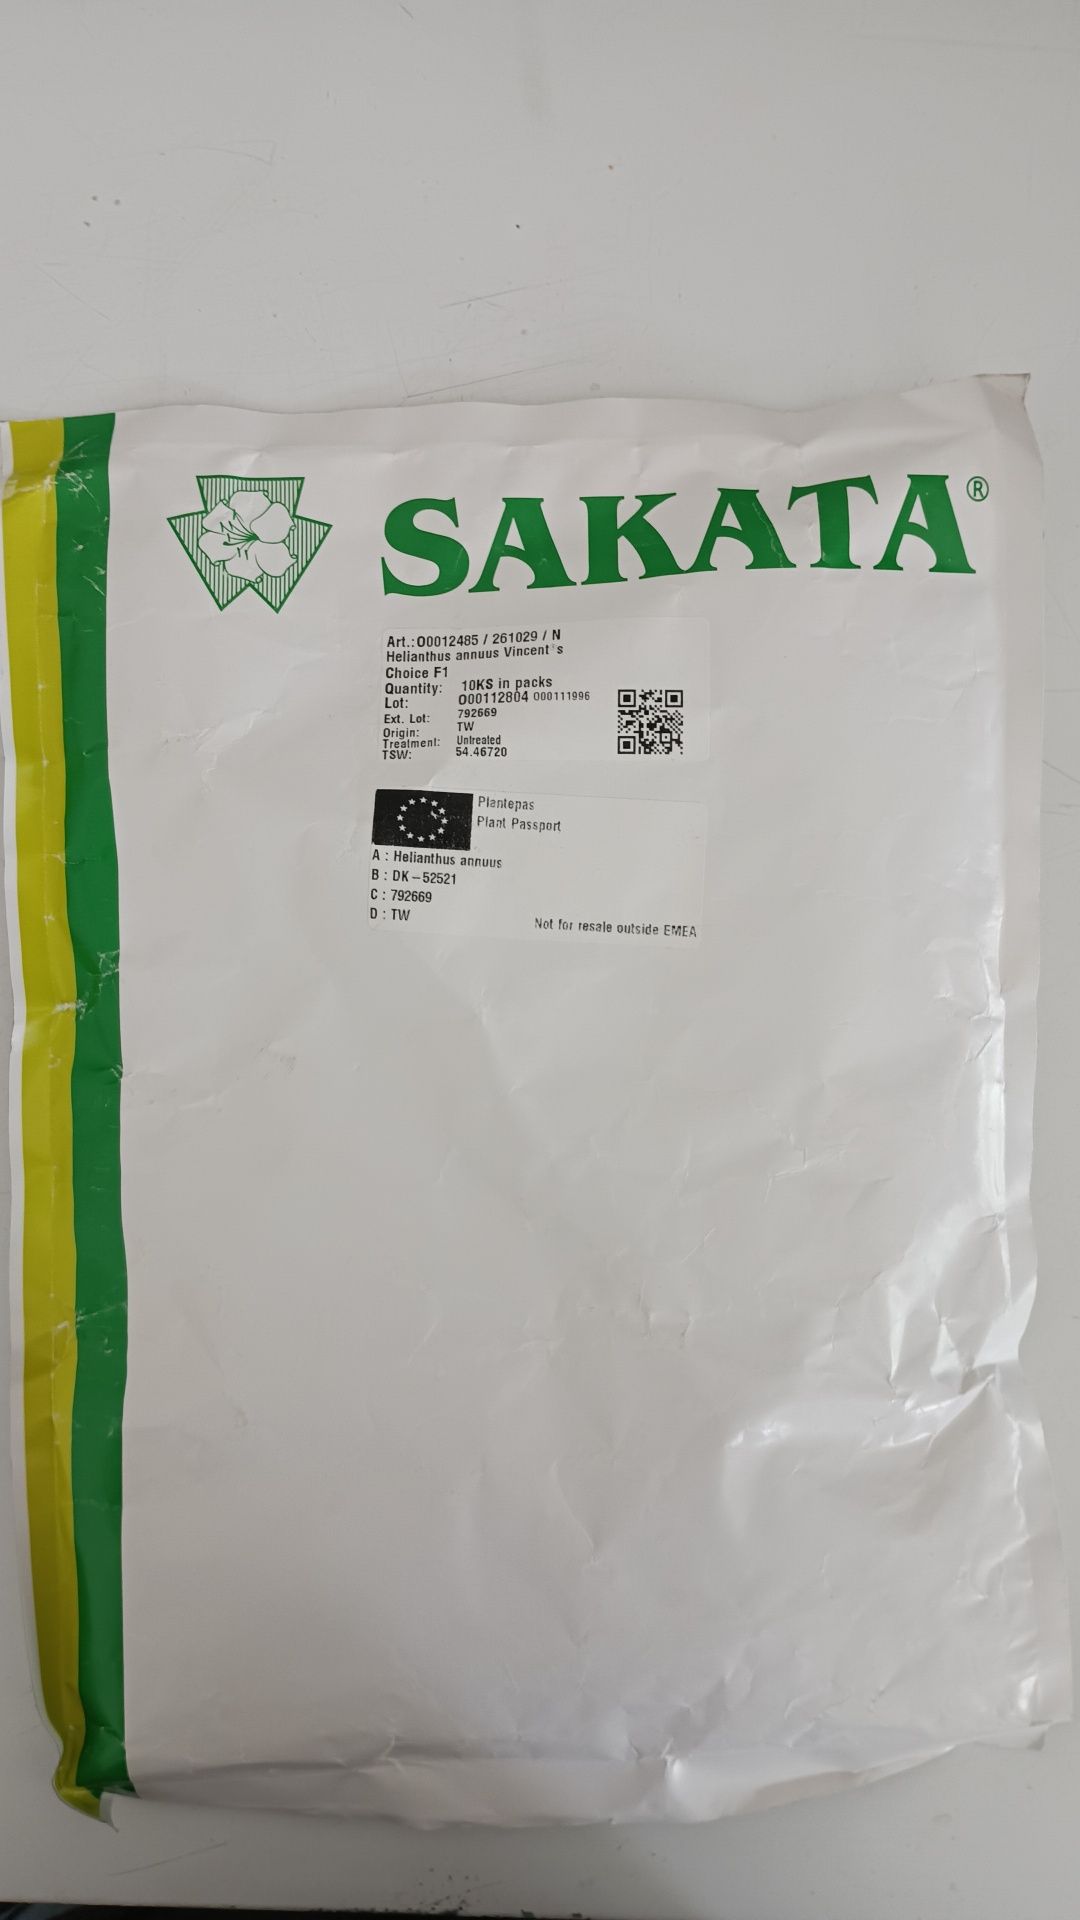 SAKATA®
Art.: O0012485 / 261029 / N
Helianthus annuus Vincent's
Choice F1
Quantity: 10KS in packs
Lot: O00112804 000111996
Ext. Lot: 792669
Origin: TW
Treatment: Untreated
TSW: 54.46720
Plantepas
Plant Passport
A : Helianthus annuus
B : DK-52521
C : 792669
D : TW
Not for resale outside EMEA